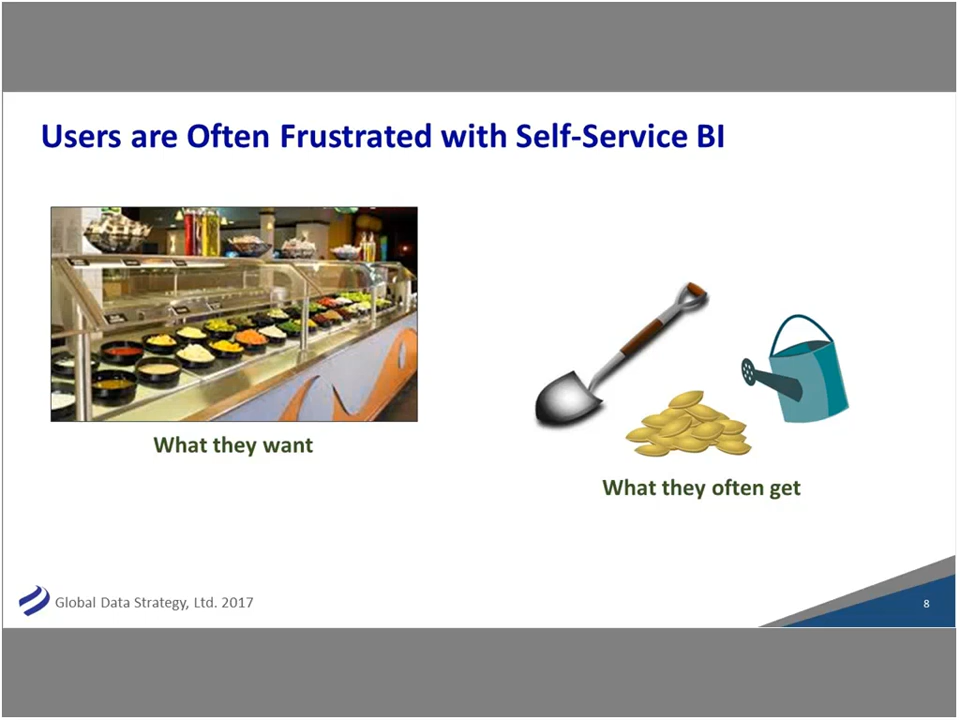 Users are Often Frustrated with Self-Service BI
What they want
What they often get
Global Data Strategy, Ltd. 2017
8